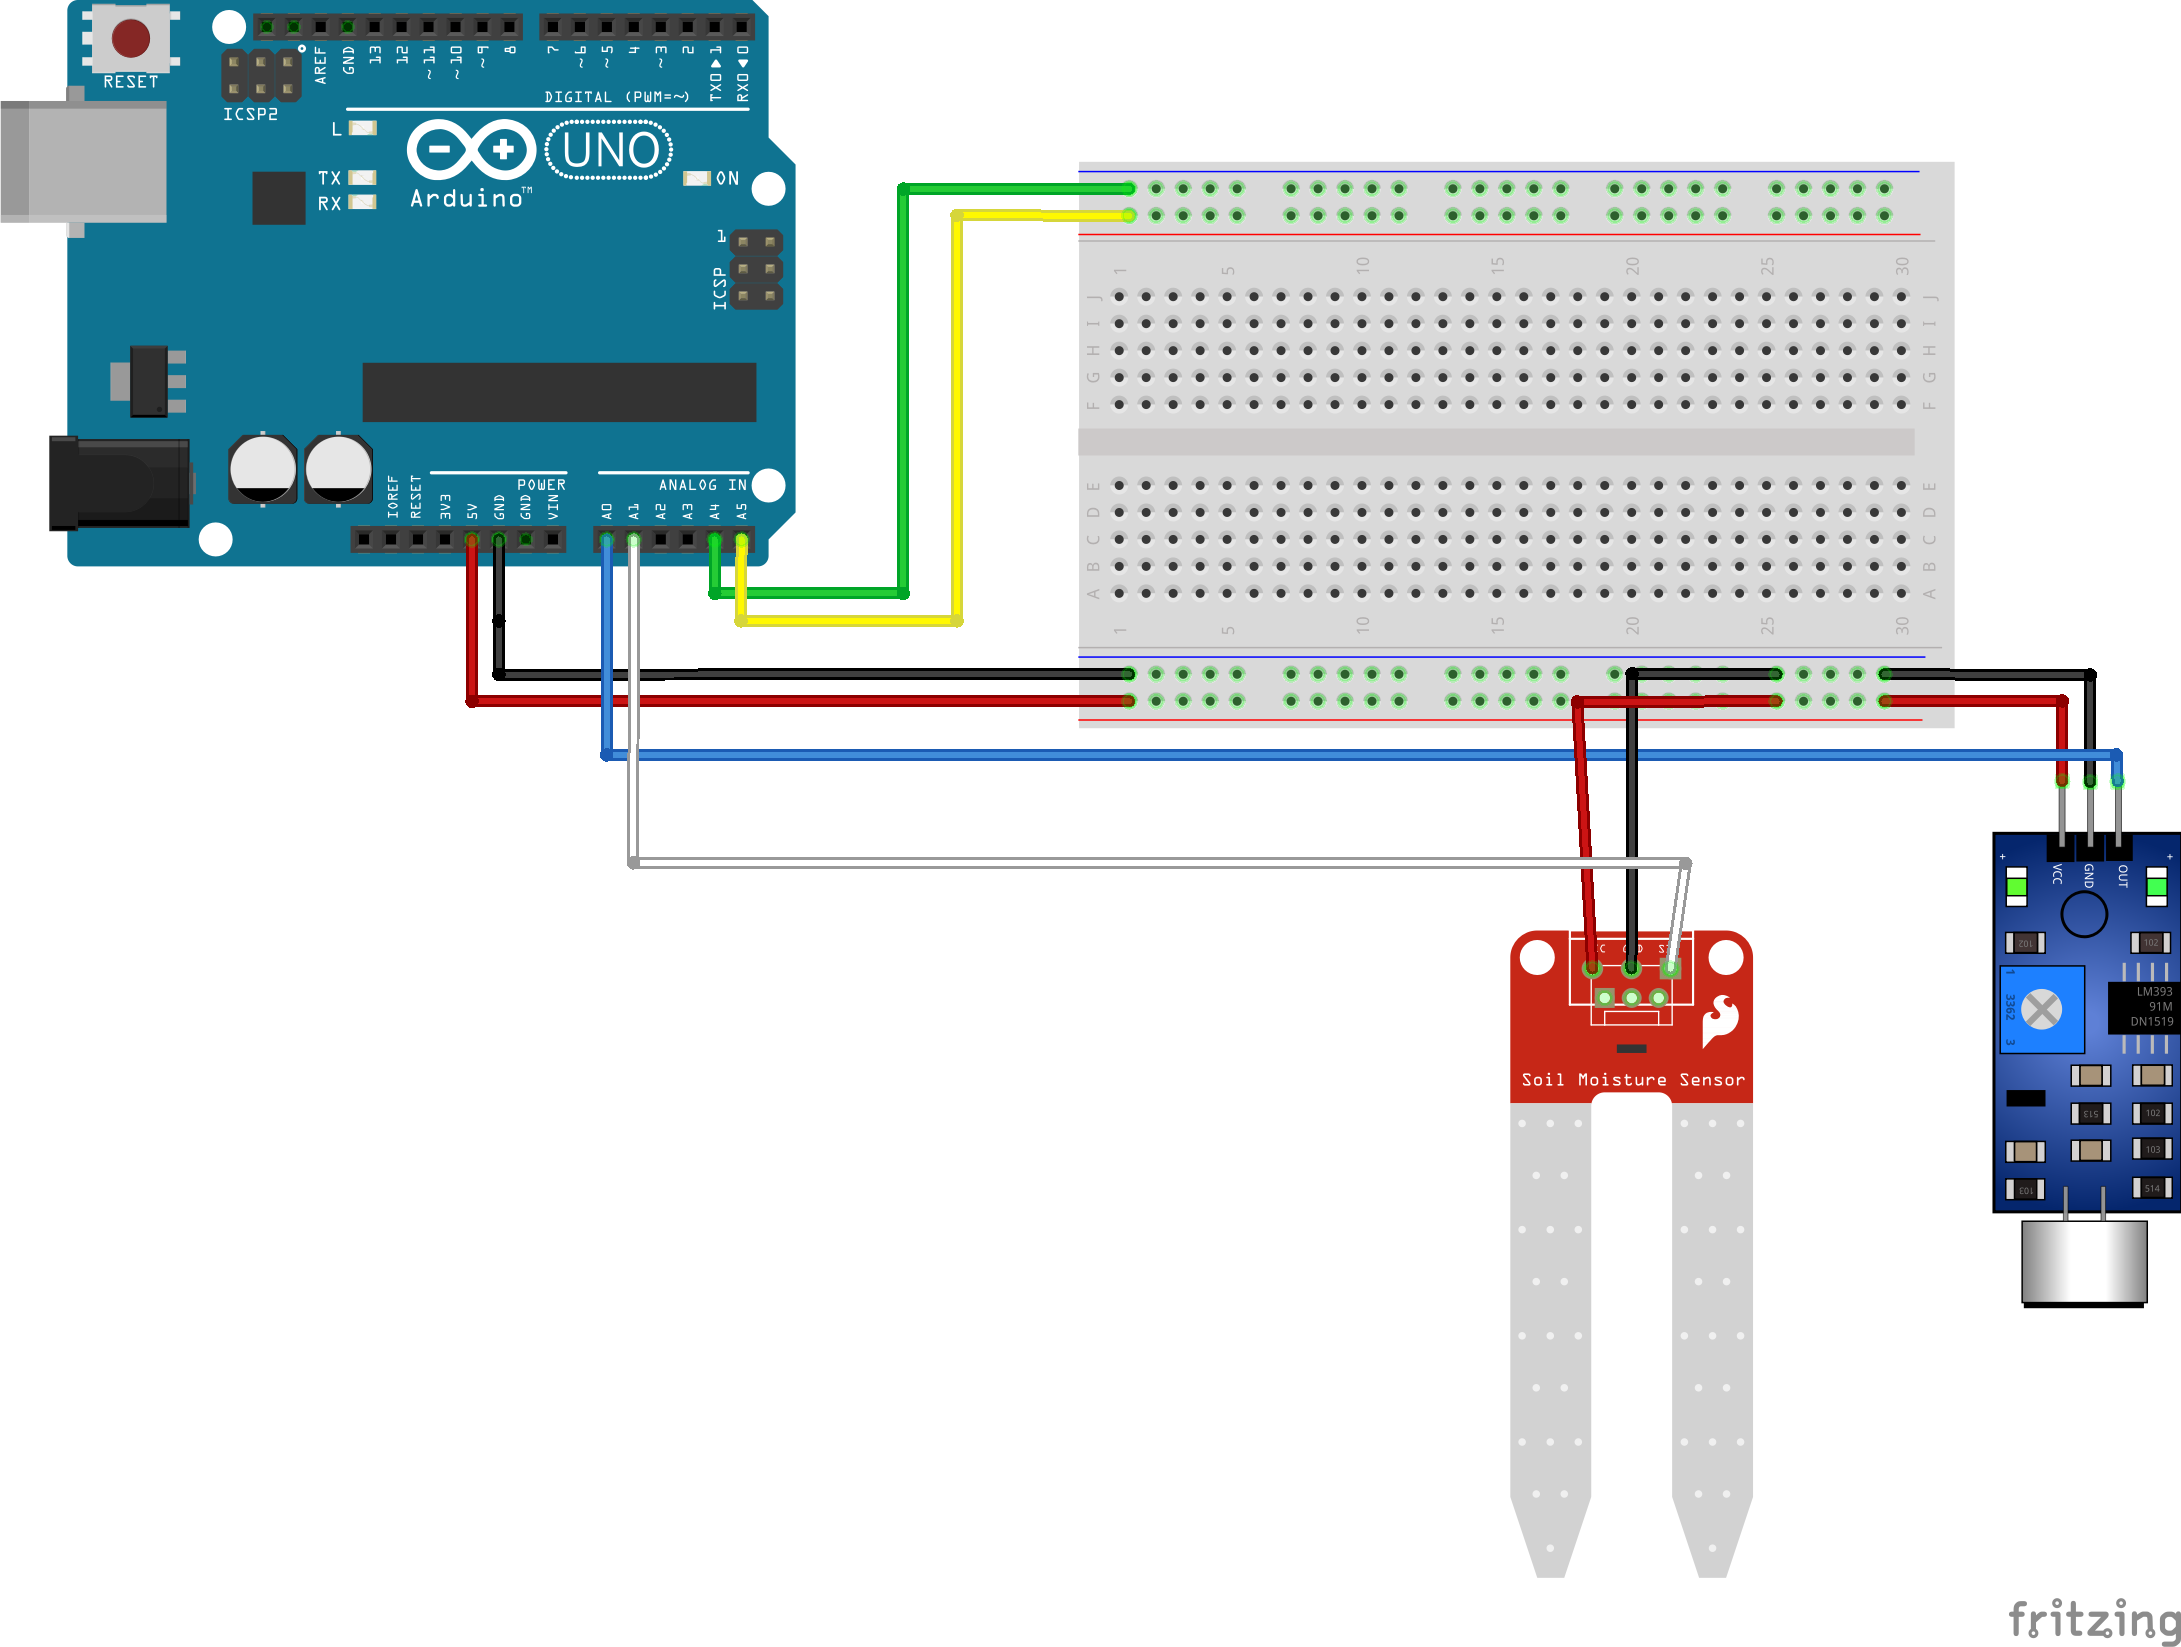 RESET
ICSP2
AREF
GND
13
12
~11
~10
~9
8
7
~6
~5
4
~3
2
TX0▶1
RX0◀0
DIGITAL (PWM=~)
L
TX
RX
UNO
ON
Arduino™
1
ICSP
IOREF
RESET
3V3
5V
GND
GND
VIN
POWER
ANALOG IN
A0
A1
A2
A3
A4
A5
1 5 10 15 20 25 30
J J
I I
H H
G G
F F
E E
D D
C C
B B
A A
1 5 10 15 20 25 30
Soil Moisture Sensor
+ +
VCC
GND
OUT
102 102
1
3362
3
LM393
91M
DN1519
513 102
103
103 514
fritzing